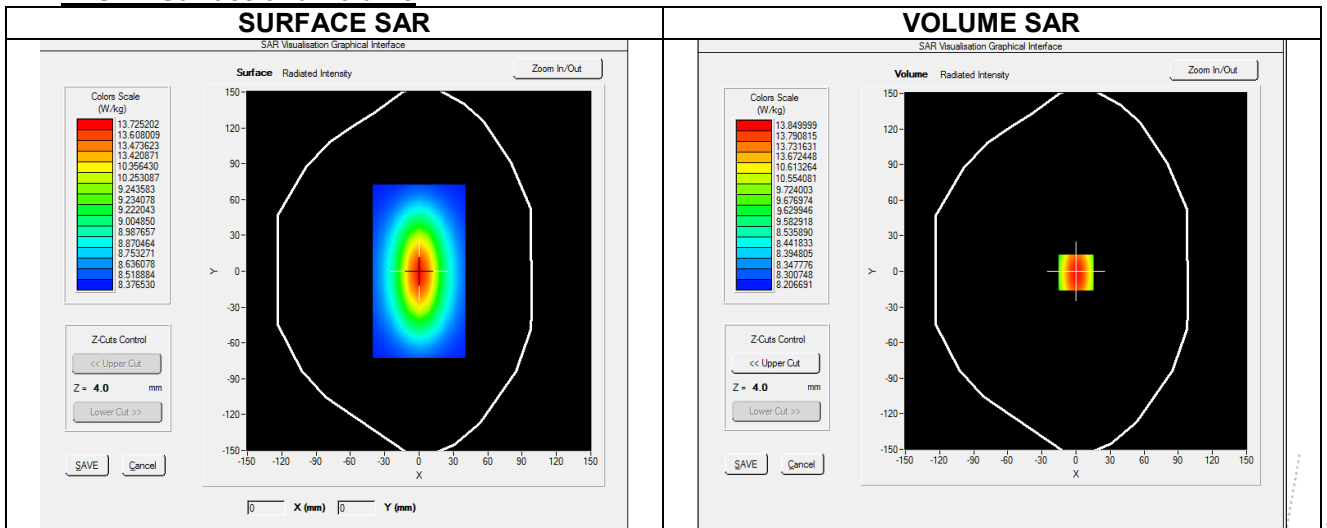 SURFACE SAR
SAR Visualisation Graphical Interface
Surface Radiated Intensity
Zoom In/Out
Colors Scale
(W/kg)
13.725202
13.608009
13.473623
13.420871
10.356430
10.253087
9.243583
9.234078
9.222043
9.004850
8.987657
8.870464
8.753271
8.636078
8.518884
8.376530
Z-Cuts Control
<< Upper Cut
Z = 4.0 mm
Lower Cut >>
SAVE Cancel
150
120
90
60
30
Y 0
-30
-60
-90
-120
-150
-150 -120 -90 -60 -30 0 30 60 90 120 150
X
0 X (mm) 0 Y (mm)
VOLUME SAR
SAR Visualisation Graphical Interface
Volume Radiated Intensity
Zoom In/Out
Colors Scale
(W/kg)
13.849999
13.790815
13.731631
13.672448
10.613264
10.554081
9.724003
9.676974
9.629946
9.582918
8.535890
8.441833
8.394805
8.347776
8.300748
8.206691
Z-Cuts Control
<< Upper Cut
Z = 4.0 mm
Lower Cut >>
SAVE Cancel
150
120
90
60
30
Y 0
-30
-60
-90
-120
-150
-150 -120 -90 -60 -30 0 30 60 90 120 150
X